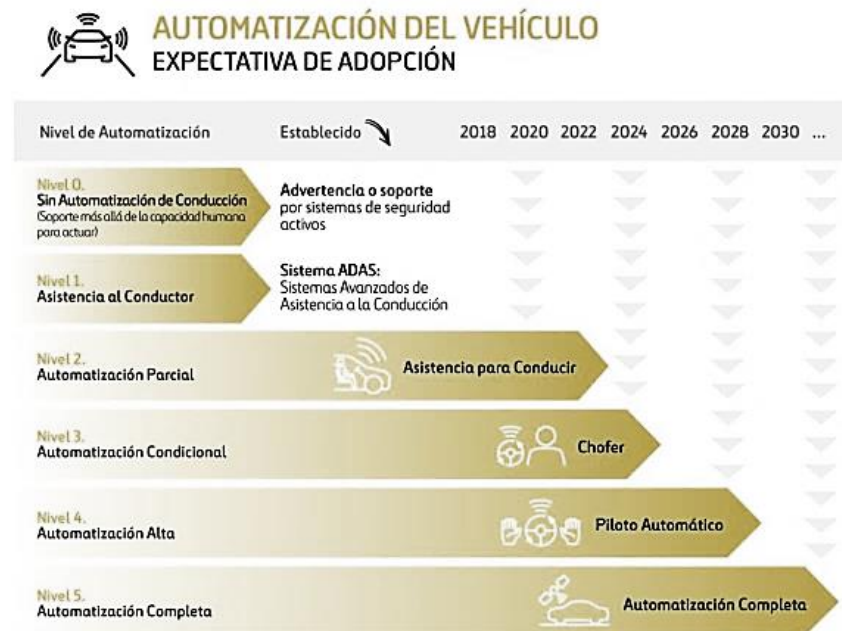 AUTOMATIZACIÓN DEL VEHÍCULO
EXPECTATIVA DE ADOPCIÓN
Nivel de Automatización Establecido 2018 2020 2022 2024 2026 2028 2030 ...
Nivel 0.
Sin Automatización de Conducción
(Soporte más allá de la capacidad humana
para actuar)
Advertencia o soporte
por sistemas de seguridad
activos
Nivel 1.
Asistencia al Conductor
Sistema ADAS:
Sistemas Avanzados de
Asistencia a la Conducción
Nivel 2.
Automatización Parcial
Asistencia para Conducir
Nivel 3.
Automatización Condicional
Chofer
Nivel 4.
Automatización Alta
Piloto Automático
Nivel 5.
Automatización Completa
Automatización Completa